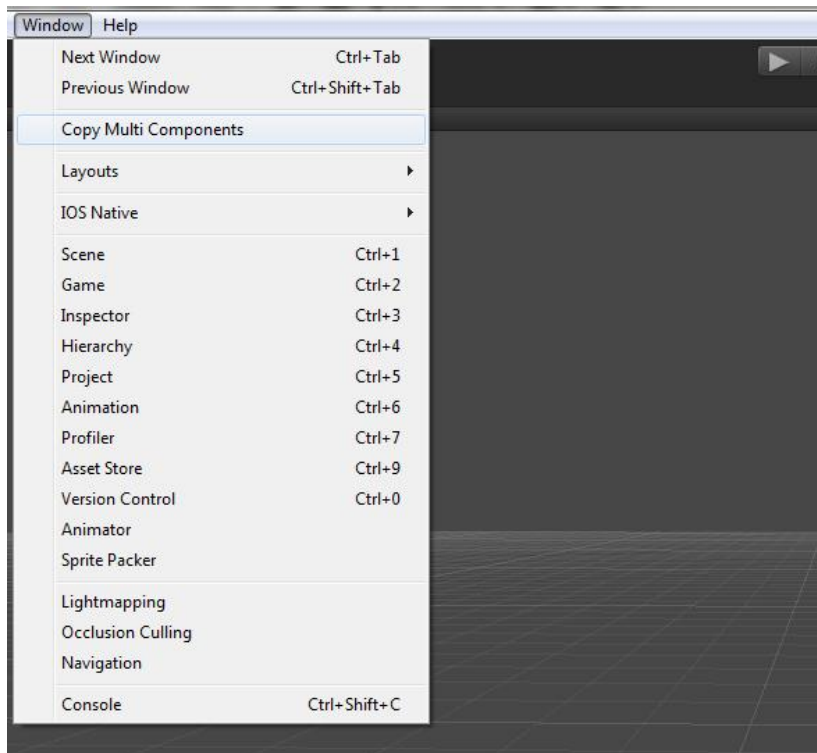 Window Help
Next Window Ctrl+Tab
Previous Window Ctrl+Shift+Tab
Copy Multi Components
Layouts
IOS Native
Scene Ctrl+1
Game Ctrl+2
Inspector Ctrl+3
Hierarchy Ctrl+4
Project Ctrl+5
Animation Ctrl+6
Profiler Ctrl+7
Asset Store Ctrl+9
Version Control Ctrl+0
Animator
Sprite Packer
Lightmapping
Occlusion Culling
Navigation
Console Ctrl+Shift+C